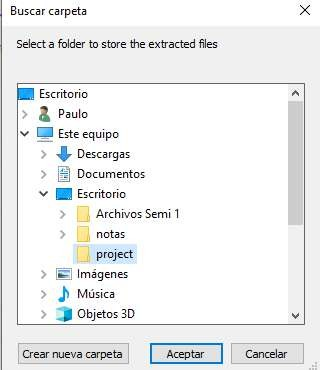 Buscar carpeta
Select a folder to store the extracted files
Escritorio
Paulo
Este equipo
Descargas
Documentos
Escritorio
Archivos Semi 1
notas
project
Imágenes
Música
Objetos 3D
Crear nueva carpeta
Aceptar
Cancelar